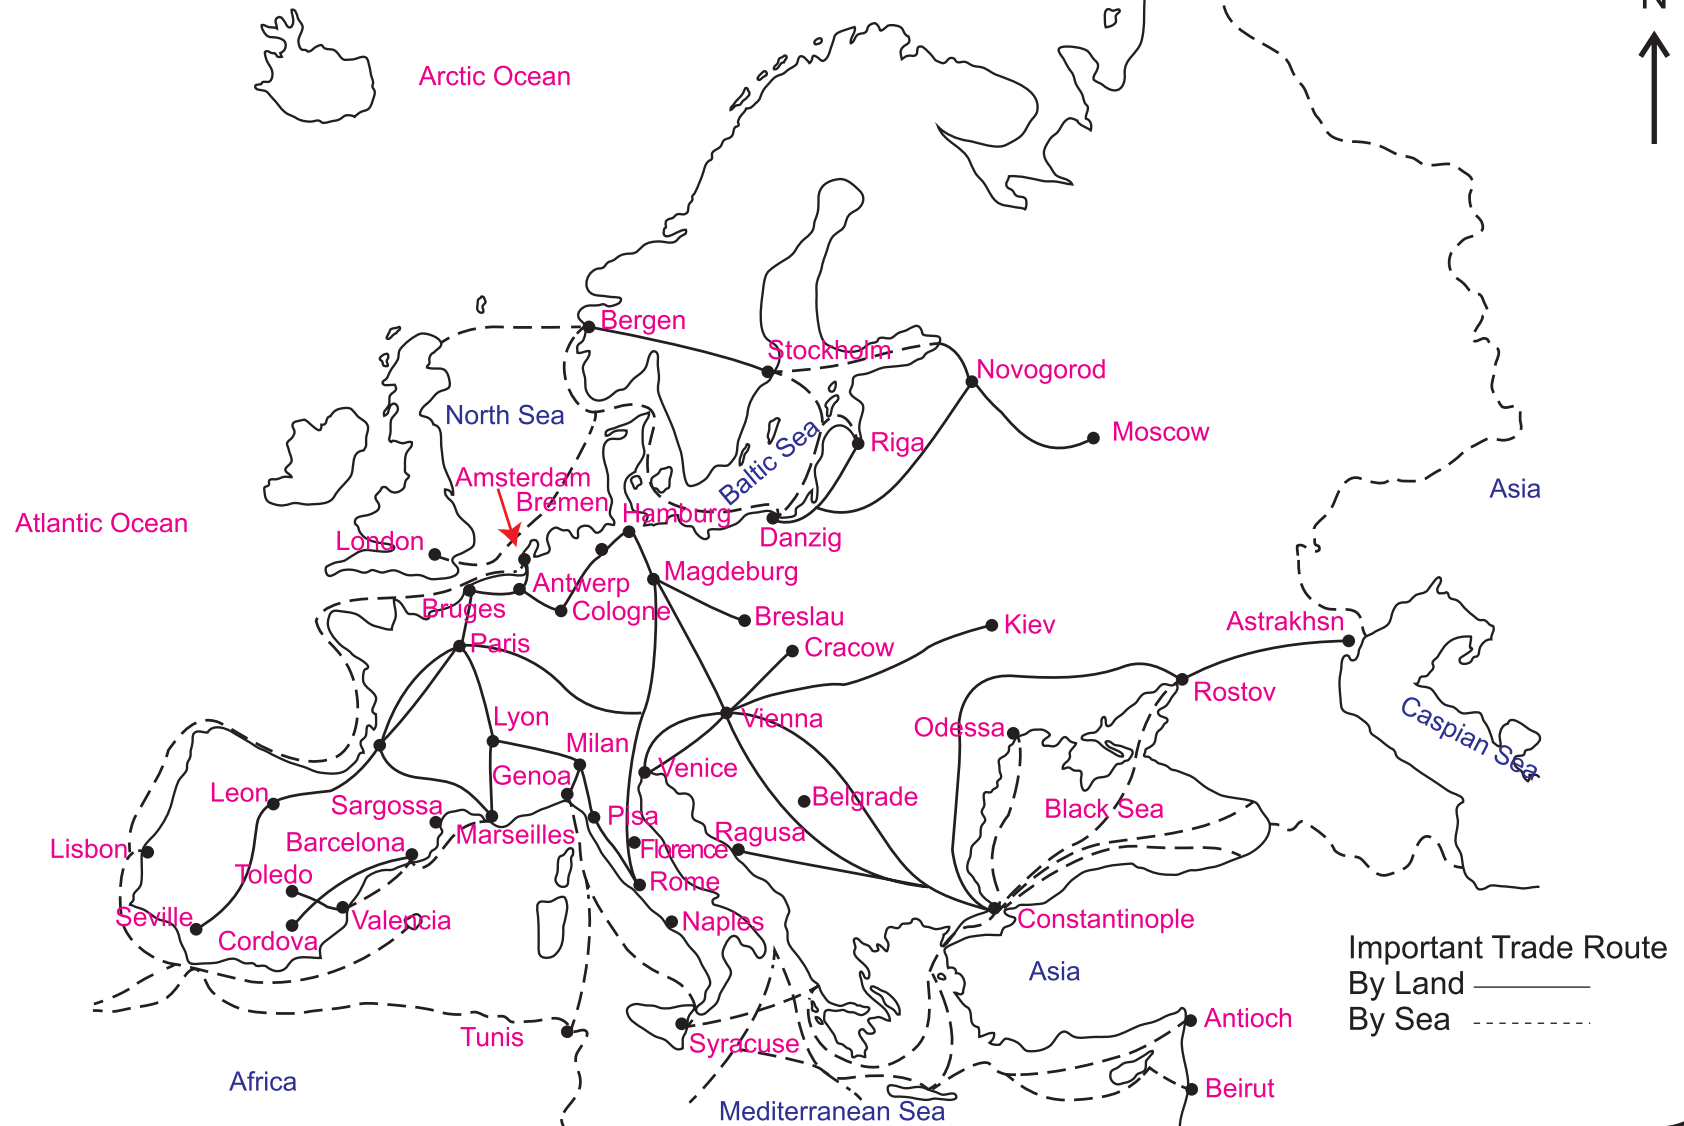 N
Arctic Ocean
Bergen
Stockholm
Novogorod
North Sea
Moscow
Riga
Baltic Sea
Amsterdam
Bremen
Asia
Hamburg
Atlantic Ocean
London
Danzig
Magdeburg
Antwerp
Bruges
Cologne
Breslau
Kiev
Astrakhsn
Paris
Cracow
Rostov
Lyon
Vienna
Odessa
Caspian Sea
Milan
Genoa
Venice
Leon
Sargossa
Belgrade
Black Sea
Pisa
Marseilles
Ragusa
Barcelona
Florence
Lisbon
Toledo
Rome
Seville
Valencia
Naples
Constantinople
Cordova
Important Trade Route
By Land
By Sea
Asia
Antioch
Tunis
Syracuse
Africa
Beirut
Mediterranean Sea